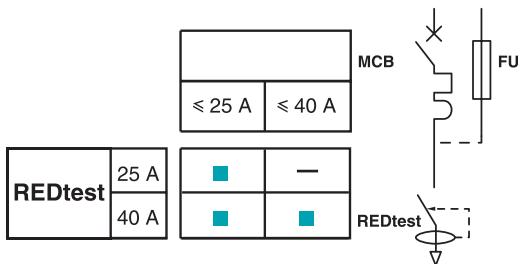 MCB
FU
⩽ 25 A ⩽ 40 A
REDtest
25 A ■ —
40 A ■ ■
REDtest